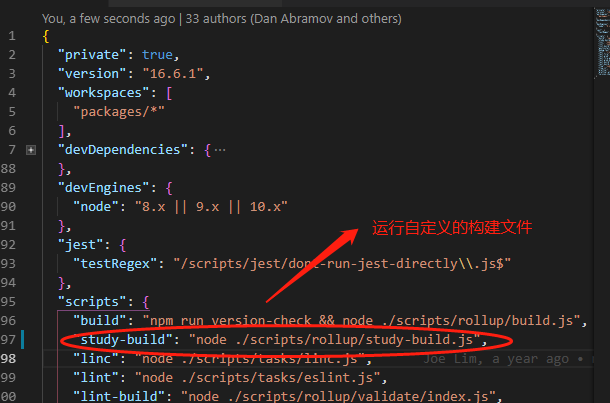 You, a few seconds ago | 33 authors (Dan Abramov and others)
1 {
2 "private": true,
3 "version": "16.6.1",
4 "workspaces": [
5 "packages/*"
6 ],
7 "devDependencies": { ...
88 },
89 "devEngines": {
90 "node": "8.x || 9.x || 10.x"
91 },
运行自定义的构建文件
92 "jest": {
93 "testRegex": "/scripts/jest/dont-run-jest-directly\\.js$"
94 },
95 "scripts": {
96 "build": "npm run version-check && node ./scripts/rollup/build.js",
97 "study-build": "node ./scripts/rollup/study-build.js",
98 "linc": "node ./scripts/tasks/linc.js", Joe Lim, a year ago •
99 "lint": "node ./scripts/tasks/eslint.js",
100 "lint-build": "node ./scripts/rollup/validate/index.js",